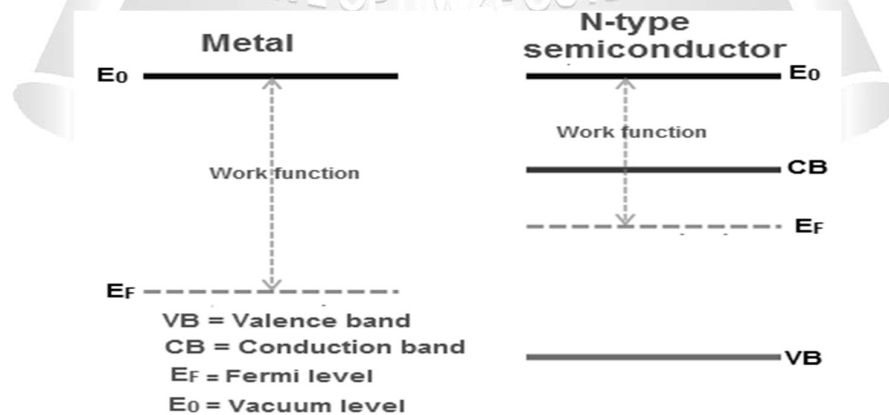 Metal
N-type
semiconductor
E0
E0
Work function
Work function
CB
EF
EF
VB = Valence band
CB = Conduction band
EF = Fermi level
E0 = Vacuum level
VB